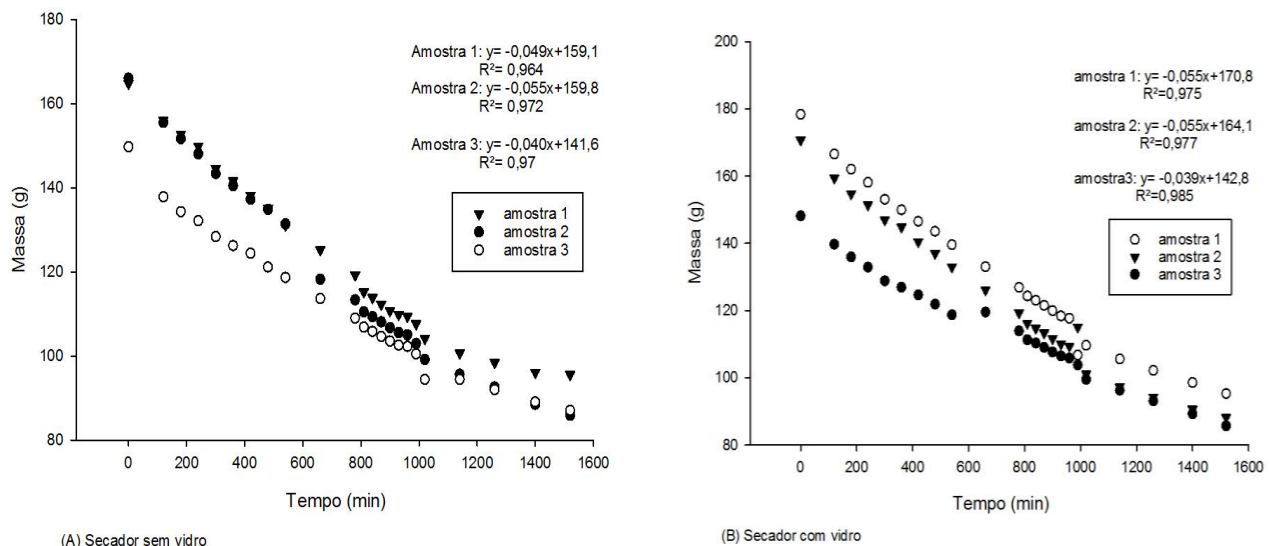 180
160
140
120
100
80
Massa (g)
Amostra 1: y= -0,049x+159,1
R²= 0,964
Amostra 2: y= -0,055x+159,8
R²= 0,972
Amostra 3: y= -0,040x+141,6
R²= 0,97
amostra 1
amostra 2
amostra 3
0 200 400 600 800 1000 1200 1400 1600
Tempo (min)
(A) Secador sem vidro
200
180
160
140
120
100
80
Massa (g)
amostra 1: y= -0,055x+170,8
R²=0,975
amostra 2: y= -0,055x+164,1
R²=0,977
amostra3: y= -0,039x+142,8
R²=0,985
amostra 1
amostra 2
amostra 3
0 200 400 600 800 1000 1200 1400 1600
Tempo (min)
(B) Secador com vidro